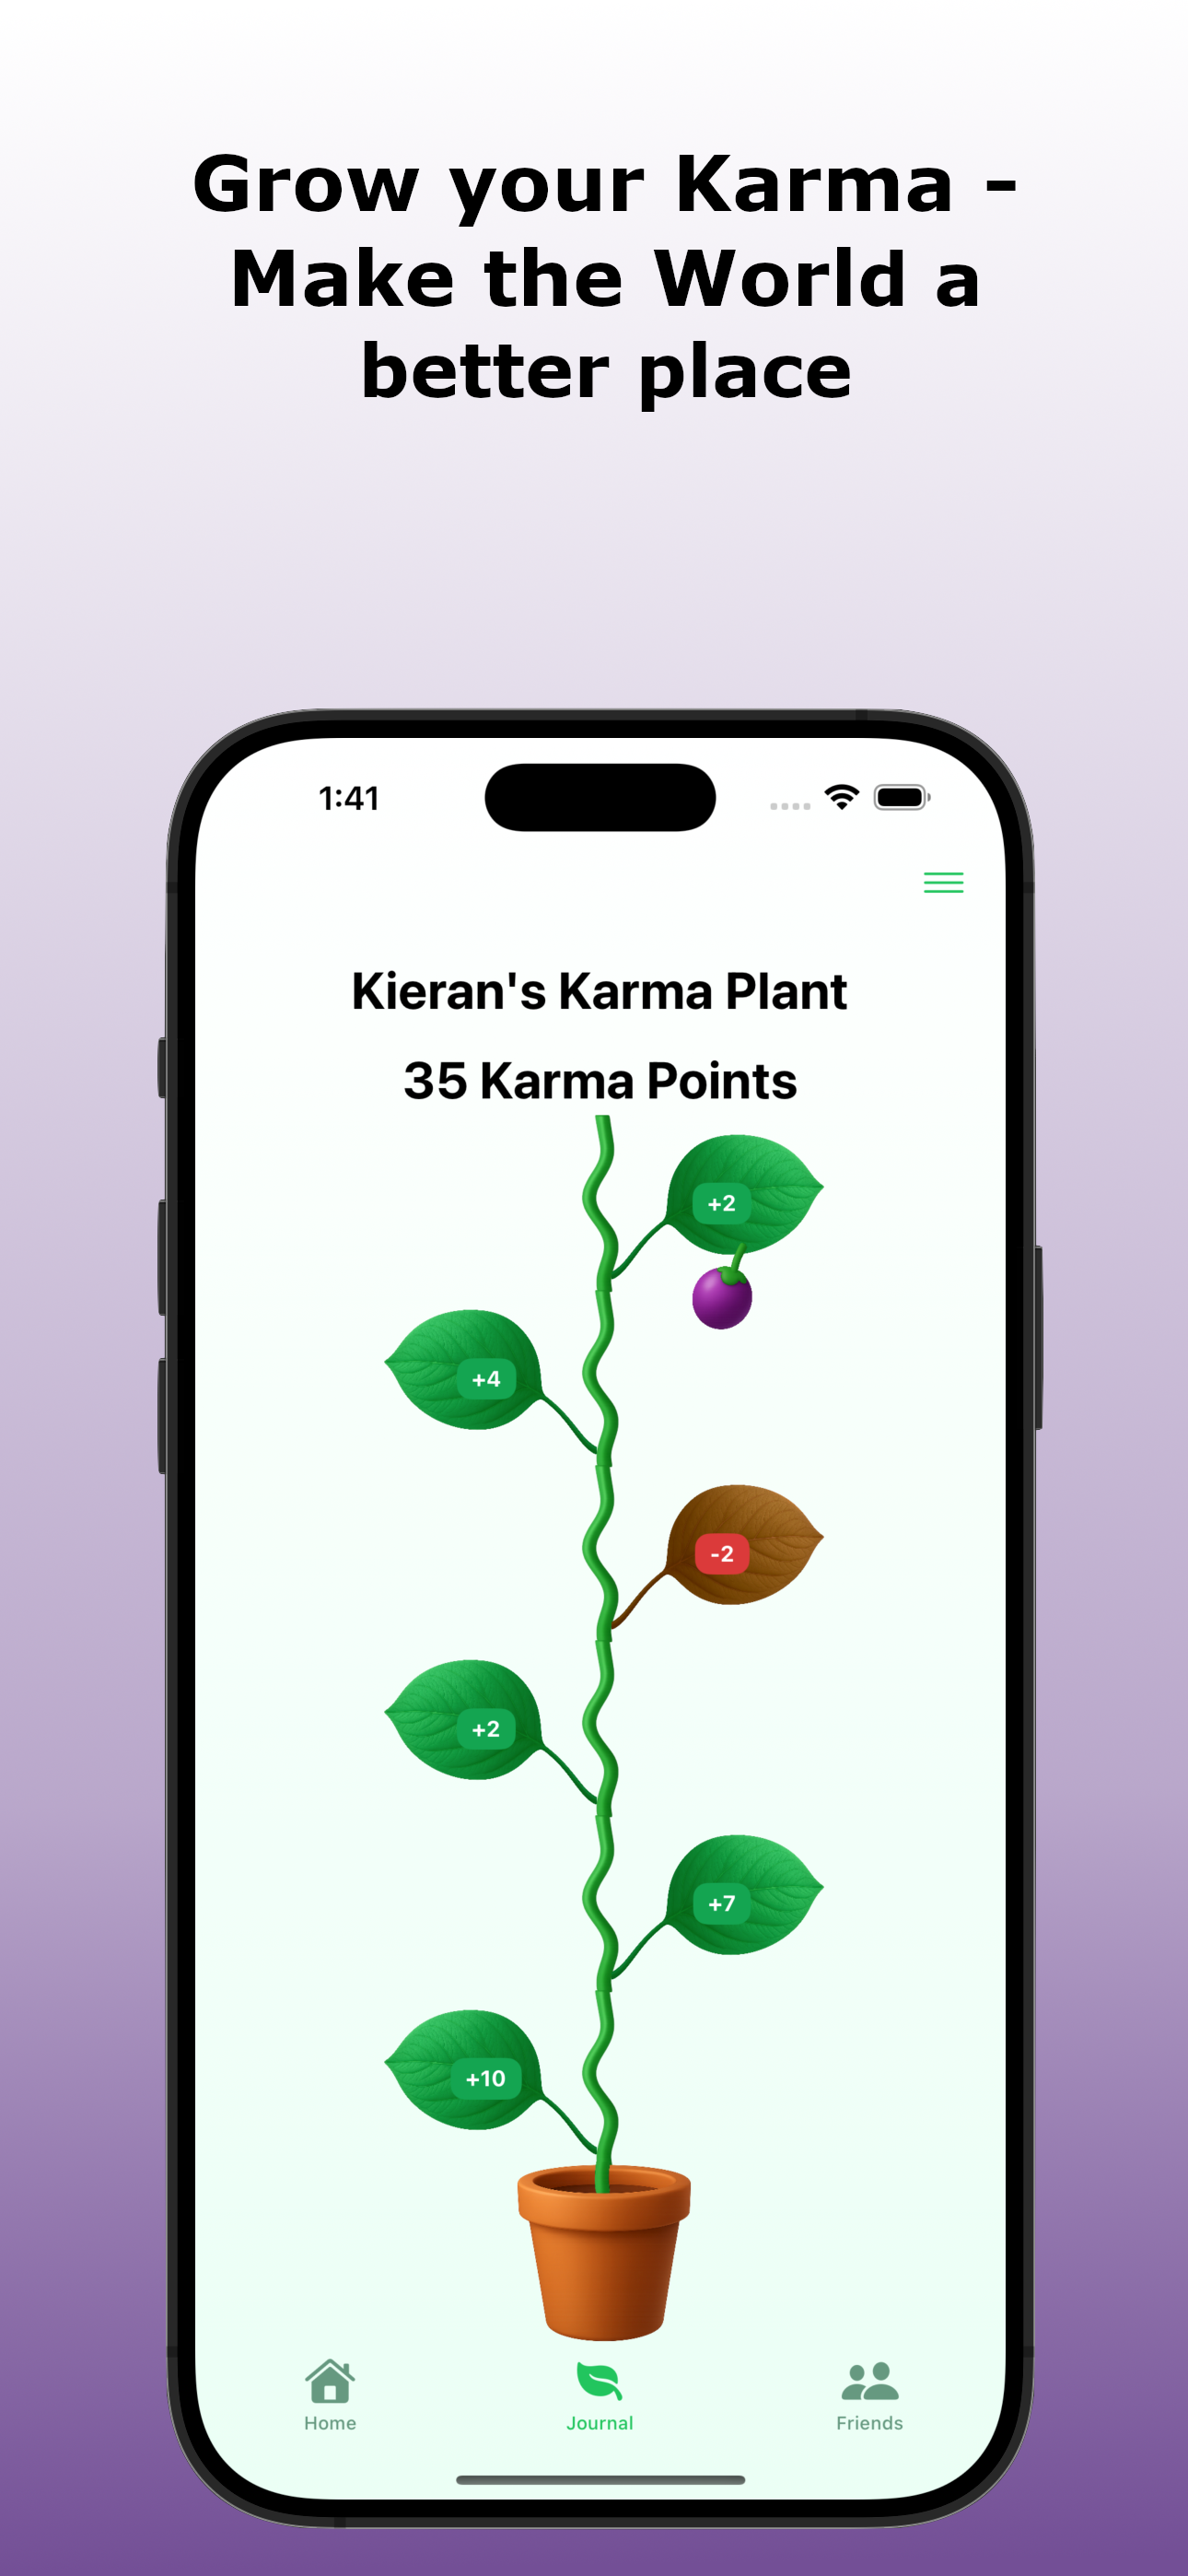 Grow your Karma -
Make the World a
better place
1:41
Kieran's Karma Plant
35 Karma Points
+2
+4
-2
+2
+7
+10
Home
Journal
Friends